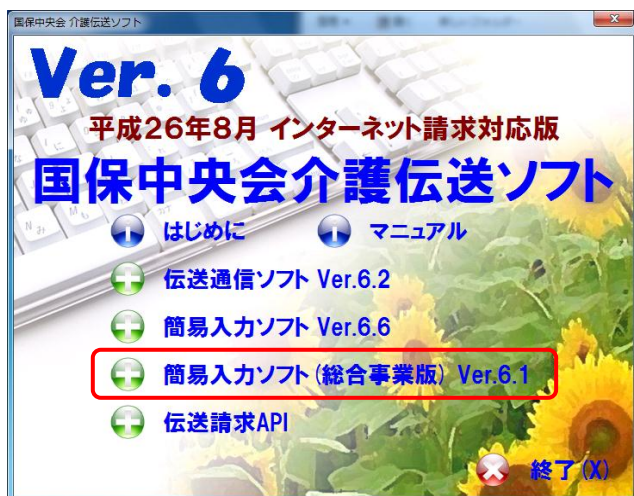 国保中央会 介護伝送ソフト
Ver. 6
平成26年8月 インターネット請求対応版
国保中央会介護伝送ソフト
はじめに マニュアル
伝送通信ソフト Ver.6.2
簡易入力ソフト Ver.6.6
簡易入力ソフト(総合事業版) Ver.6.1
伝送請求API
終了(X)